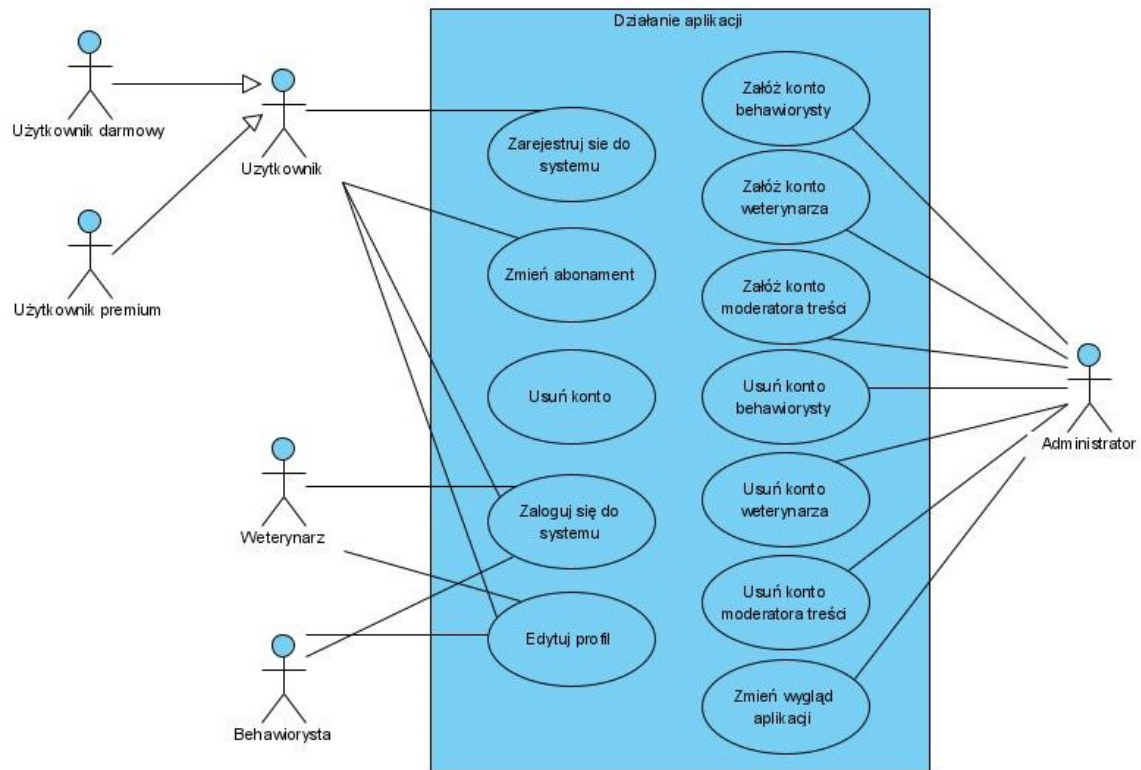 Działanie aplikacji
Użytkownik darmowy
Uzytkownik
Użytkownik premium
Weterynarz
Behawiorysta
Zarejestruj sie do
systemu
Zmień abonament
Usuń konto
Zaloguj się do
systemu
Edytuj profil
Załóż konto
behawiorysty
Załóż konto
weterynarza
Załóż konto
moderatora treści
Usuń konto
behawiorysty
Usuń konto
weterynarza
Usuń konto
moderatora treści
Zmień wygląd
aplikacji
Administrator